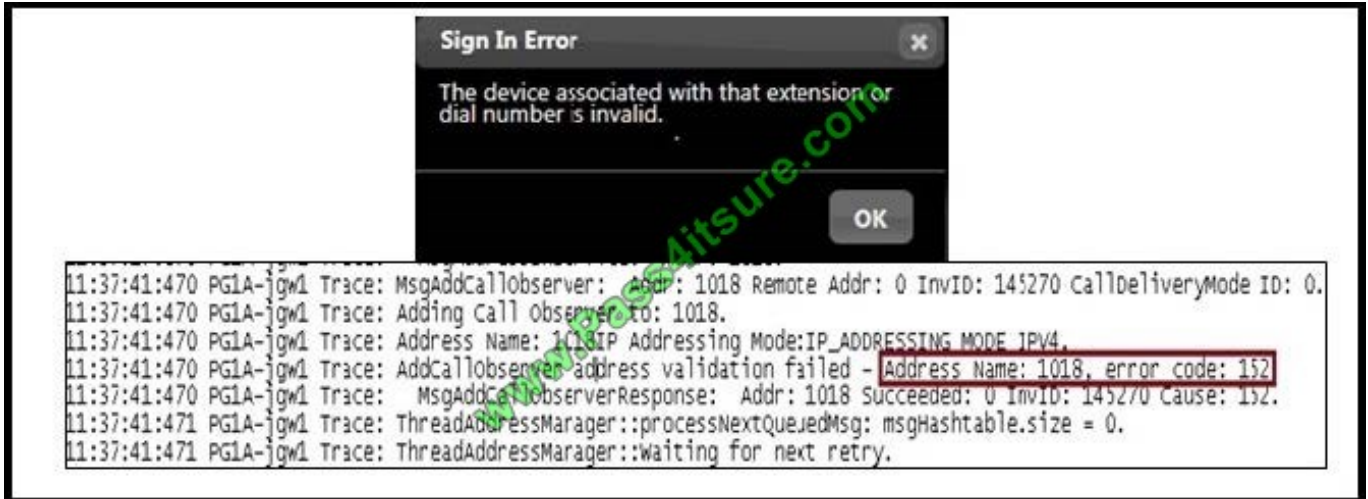 Sign In Error
The device associated with that extension or
dial number is invalid.
OK
www.Pass4itsure.com
11:37:41:470 PG1A-jgw1 Trace: MsgAddCallObserver: Addr: 1018 Remote Addr: 0 InvID: 145270 CallDeliveryMode ID: 0.
11:37:41:470 PG1A-jgw1 Trace: Adding Call Observer to: 1018.
11:37:41:470 PG1A-jgw1 Trace: Address Name: 1018IP Addressing Mode:IP_ADDRESSING_MODE_IPV4.
11:37:41:470 PG1A-jgw1 Trace: AddCallObserver address validation failed - Address Name: 1018, error code: 152
11:37:41:470 PG1A-jgw1 Trace: MsgAddCallObserverResponse: Addr: 1018 Succeeded: 0 InvID: 145270 Cause: 152.
11:37:41:471 PG1A-jgw1 Trace: ThreadAddressManager::processNextQueuedMsg: msgHashtable.size = 0.
11:37:41:471 PG1A-jgw1 Trace: ThreadAddressManager::Waiting for next retry.